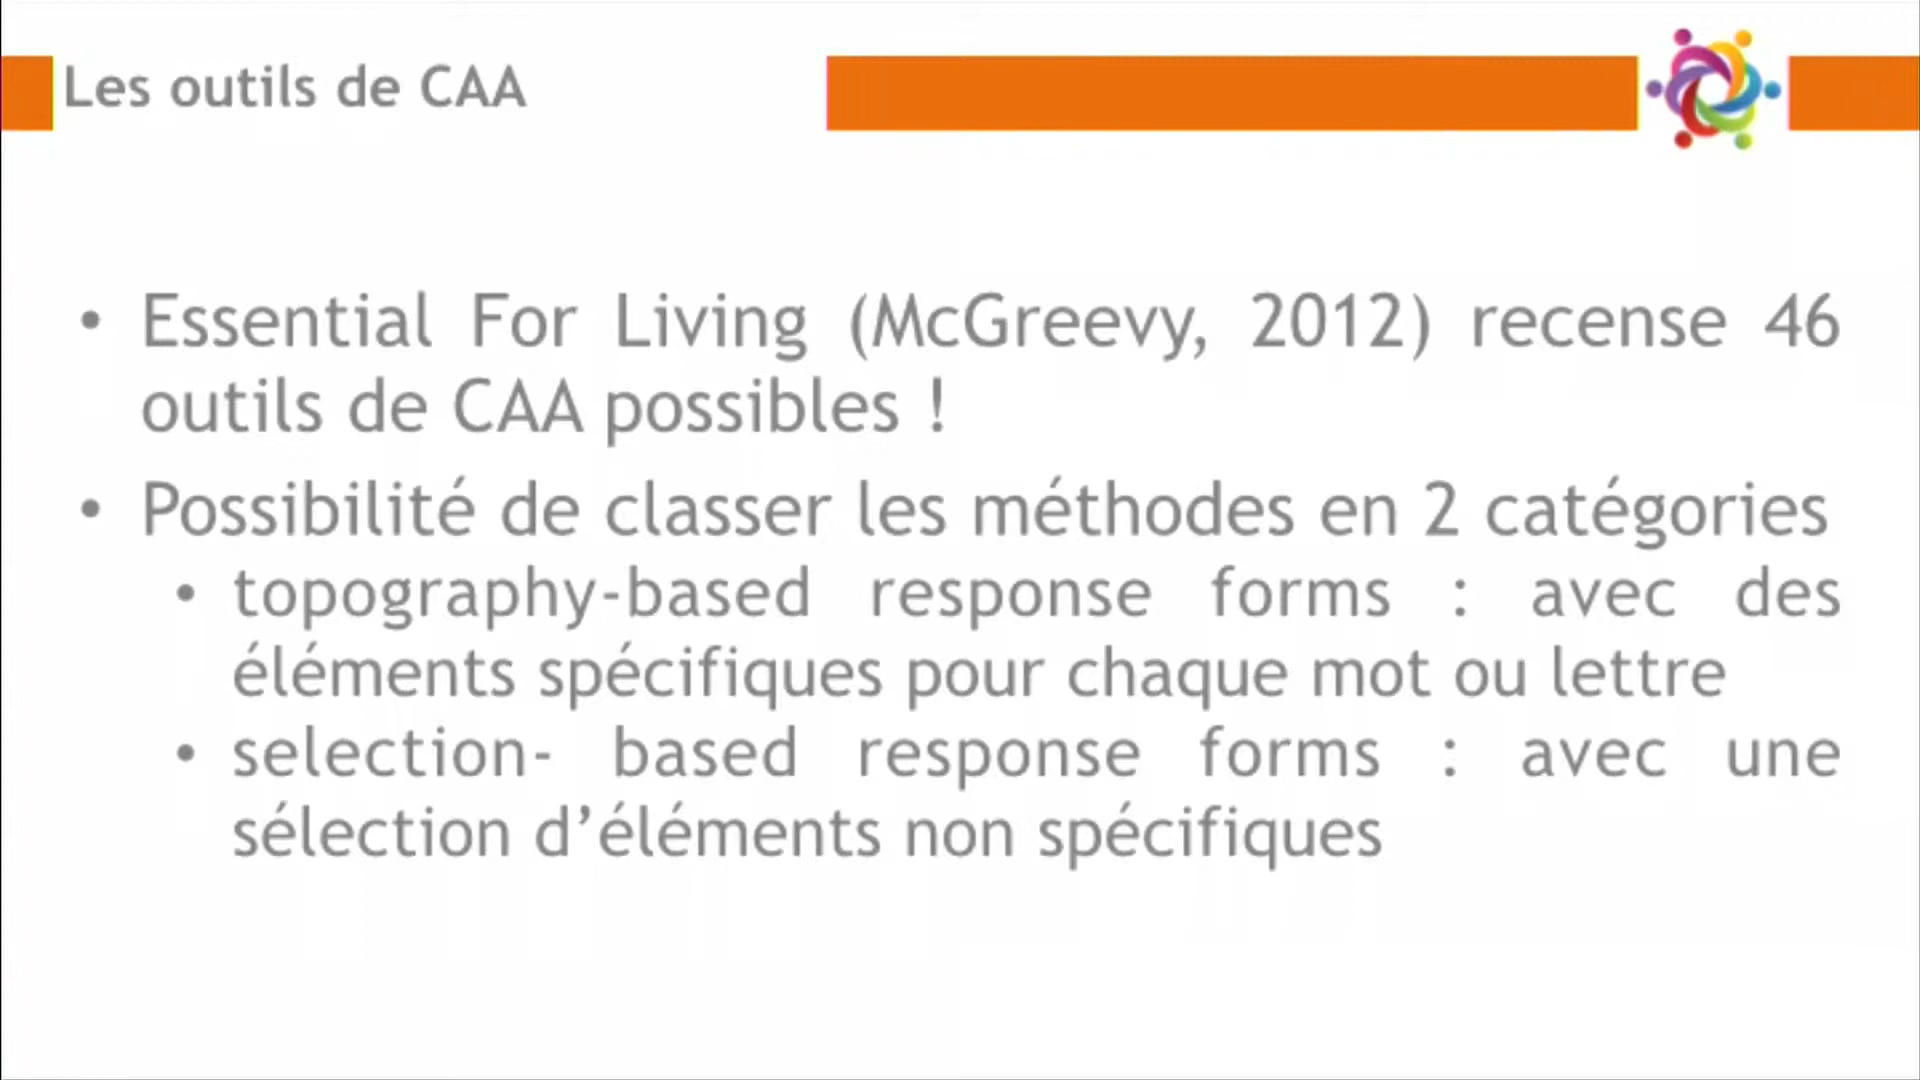 Les outils de CAA
• Essential For Living (McGreevy, 2012) recense 46
outils de CAA possibles !
• Possibilité de classer les méthodes en 2 catégories
• topography-based response forms : avec des
éléments spécifiques pour chaque mot ou lettre
• selection- based response forms : avec une
sélection d’éléments non spécifiques